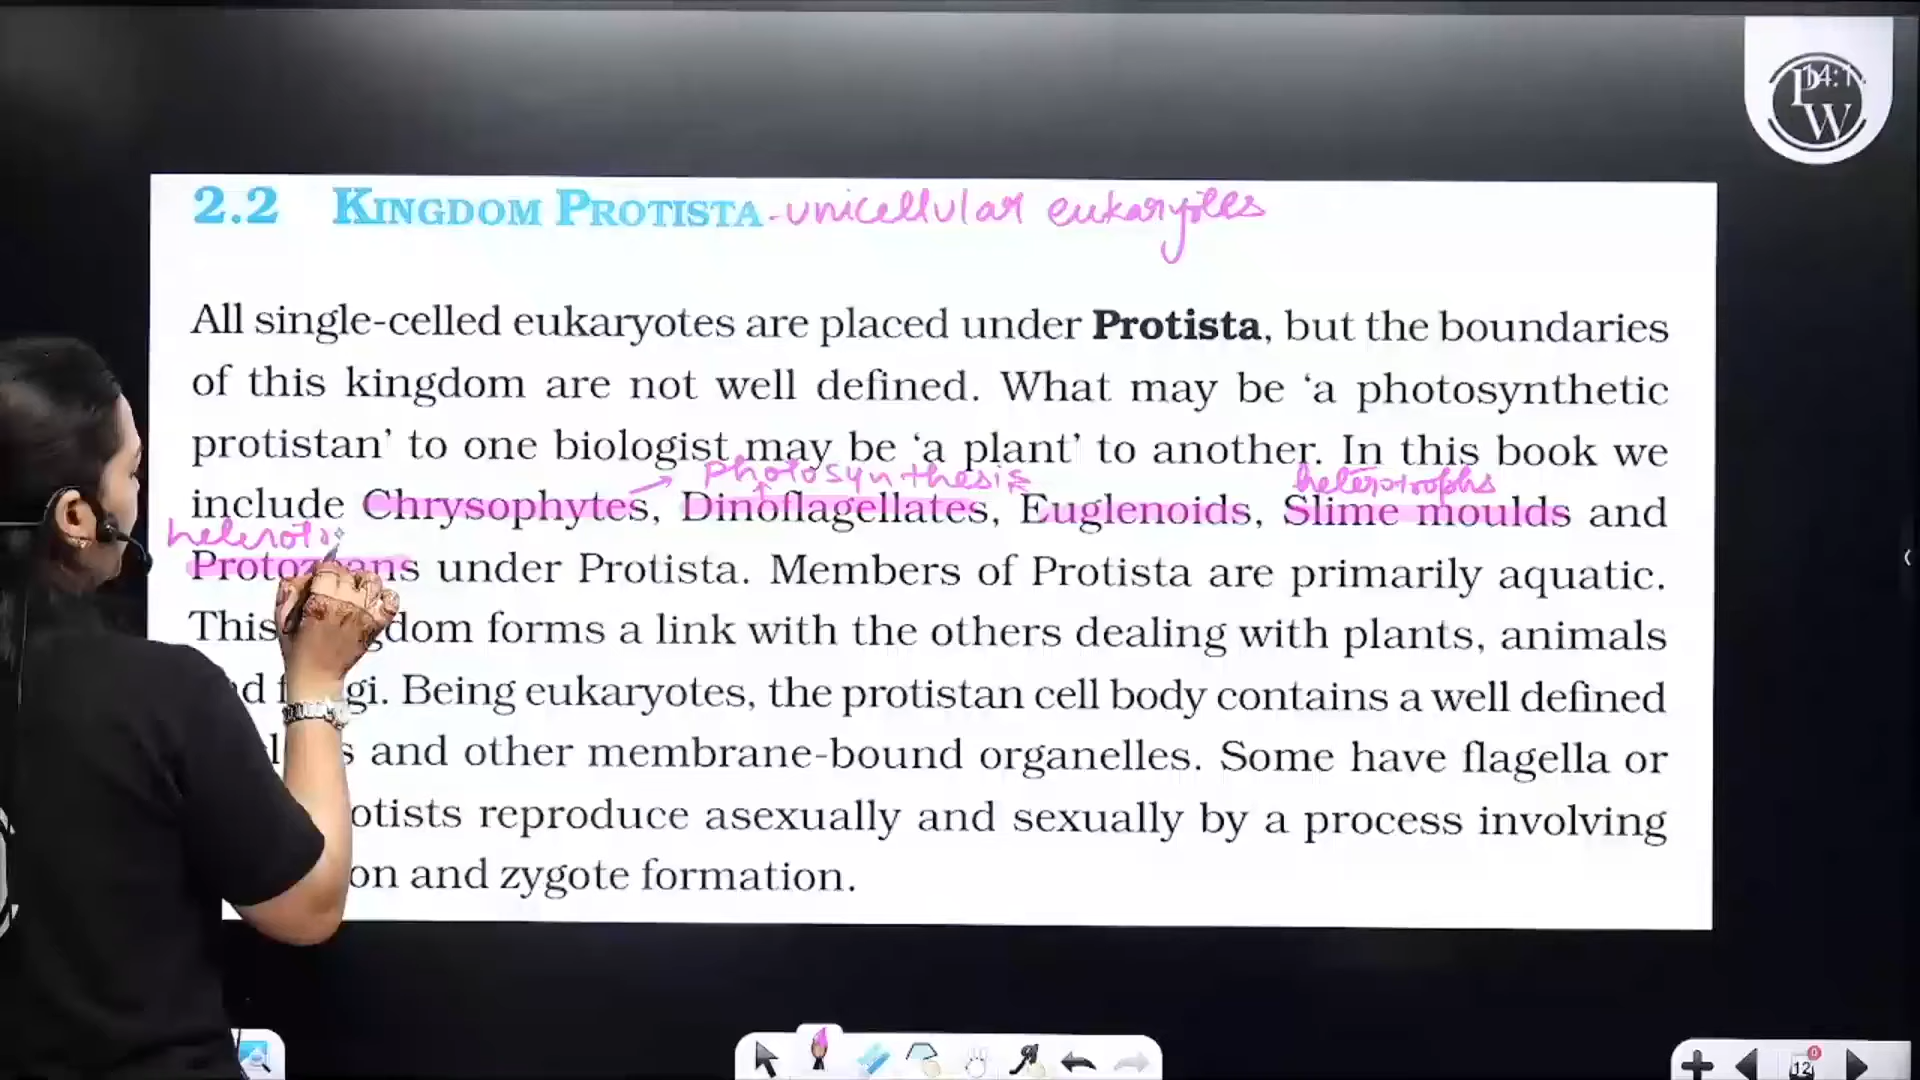 PW
14:1
2.2 KINGDOM PROTISTA - unicellular eukaryotes
All single-celled eukaryotes are placed under Protista, but the boundaries
of this kingdom are not well defined. What may be ‘a photosynthetic
protistan’ to one biologist may be ‘a plant’ to another. In this book we
photosynthesis heterotrophs
include Chrysophytes, Dinoflagellates, Euglenoids, Slime moulds and
heterotro
Protozoans under Protista. Members of Protista are primarily aquatic.
This dom forms a link with the others dealing with plants, animals
gi. Being eukaryotes, the protistan cell body contains a well defined
and other membrane-bound organelles. Some have flagella or
otists reproduce asexually and sexually by a process involving
on and zygote formation.
12